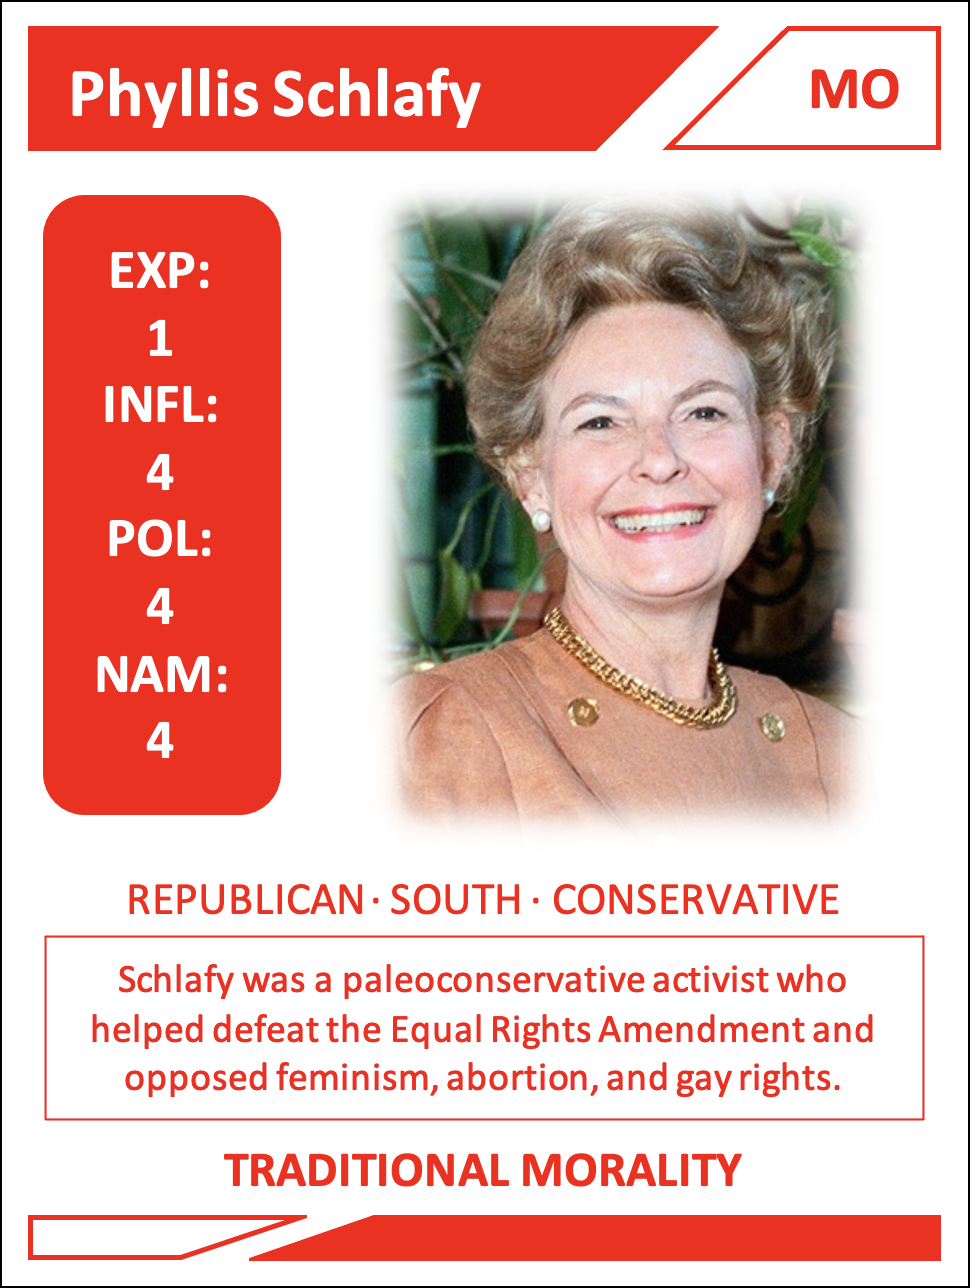 Phyllis Schlafy
MO
EXP:
1
INFL:
4
POL:
4
NAM:
4
REPUBLICAN · SOUTH · CONSERVATIVE
Schlafy was a paleoconservative activist who
helped defeat the Equal Rights Amendment and
opposed feminism, abortion, and gay rights.
TRADITIONAL MORALITY